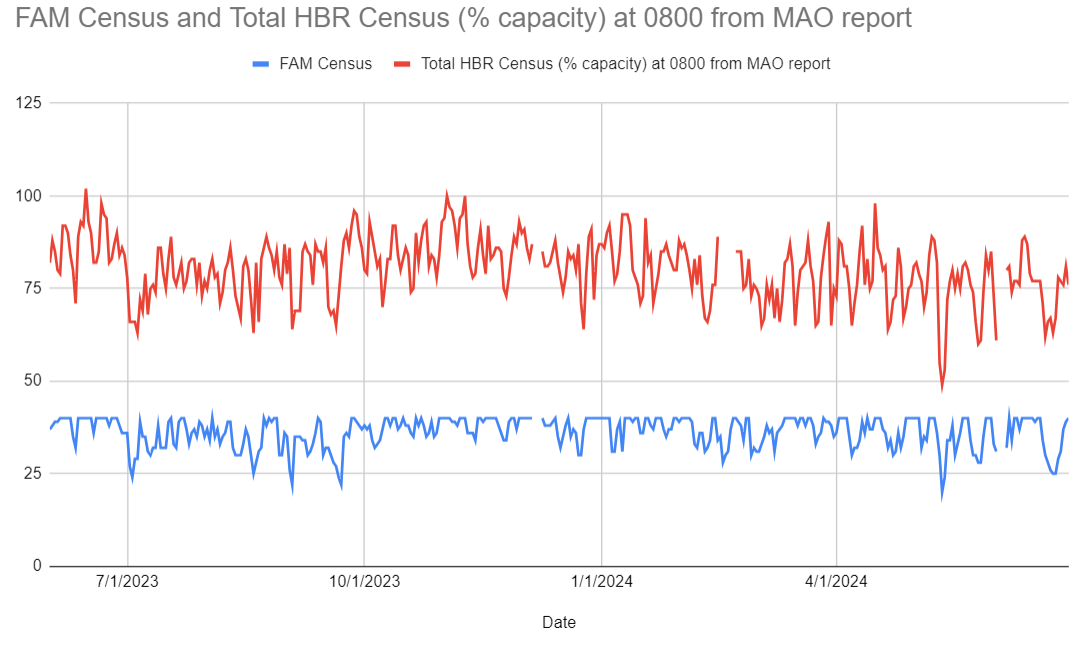 FAM Census and Total HBR Census (% capacity) at 0800 from MAO report
FAM Census Total HBR Census (% capacity) at 0800 from MAO report
125
100
75
50
25
0
7/1/2023 10/1/2023 1/1/2024 4/1/2024
Date